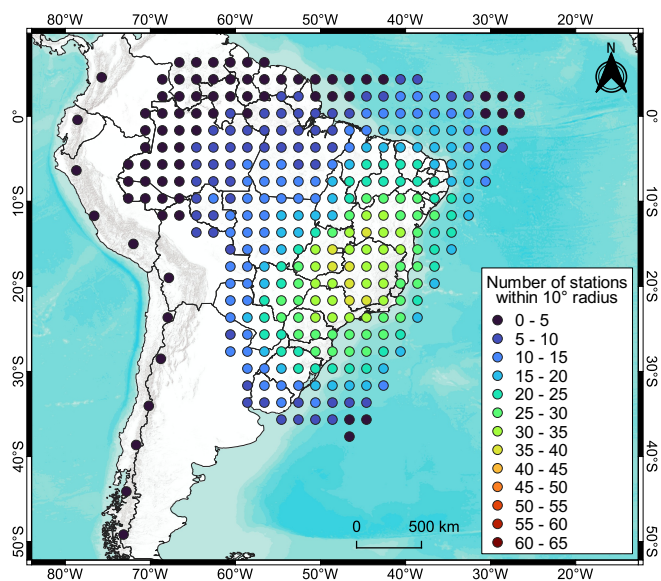 80°W 70°W 60°W 50°W 40°W 30°W 20°W
N
0° 0°
10°S 10°S
20°S 20°S
30°S 30°S
40°S 40°S
50°S 50°S
Number of stations
within 10° radius
0 - 5
5 - 10
10 - 15
15 - 20
20 - 25
25 - 30
30 - 35
35 - 40
40 - 45
45 - 50
50 - 55
55 - 60
60 - 65
0 500 km
80°W 70°W 60°W 50°W 40°W 30°W 20°W